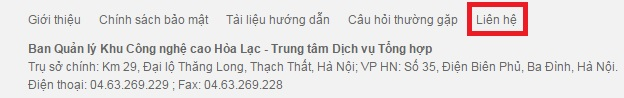 Giới thiệu Chính sách bảo mật Tài liệu hướng dẫn Câu hỏi thường gặp Liên hệ
Ban Quản lý Khu Công nghệ cao Hòa Lạc - Trung tâm Dịch vụ Tổng hợp
Trụ sở chính: Km 29, Đại lộ Thăng Long, Thạch Thất, Hà Nội; VP HN: Số 35, Điện Biên Phủ, Ba Đình, Hà Nội.
Điện thoại: 04.63.269.229 ; Fax: 04.63.269.228